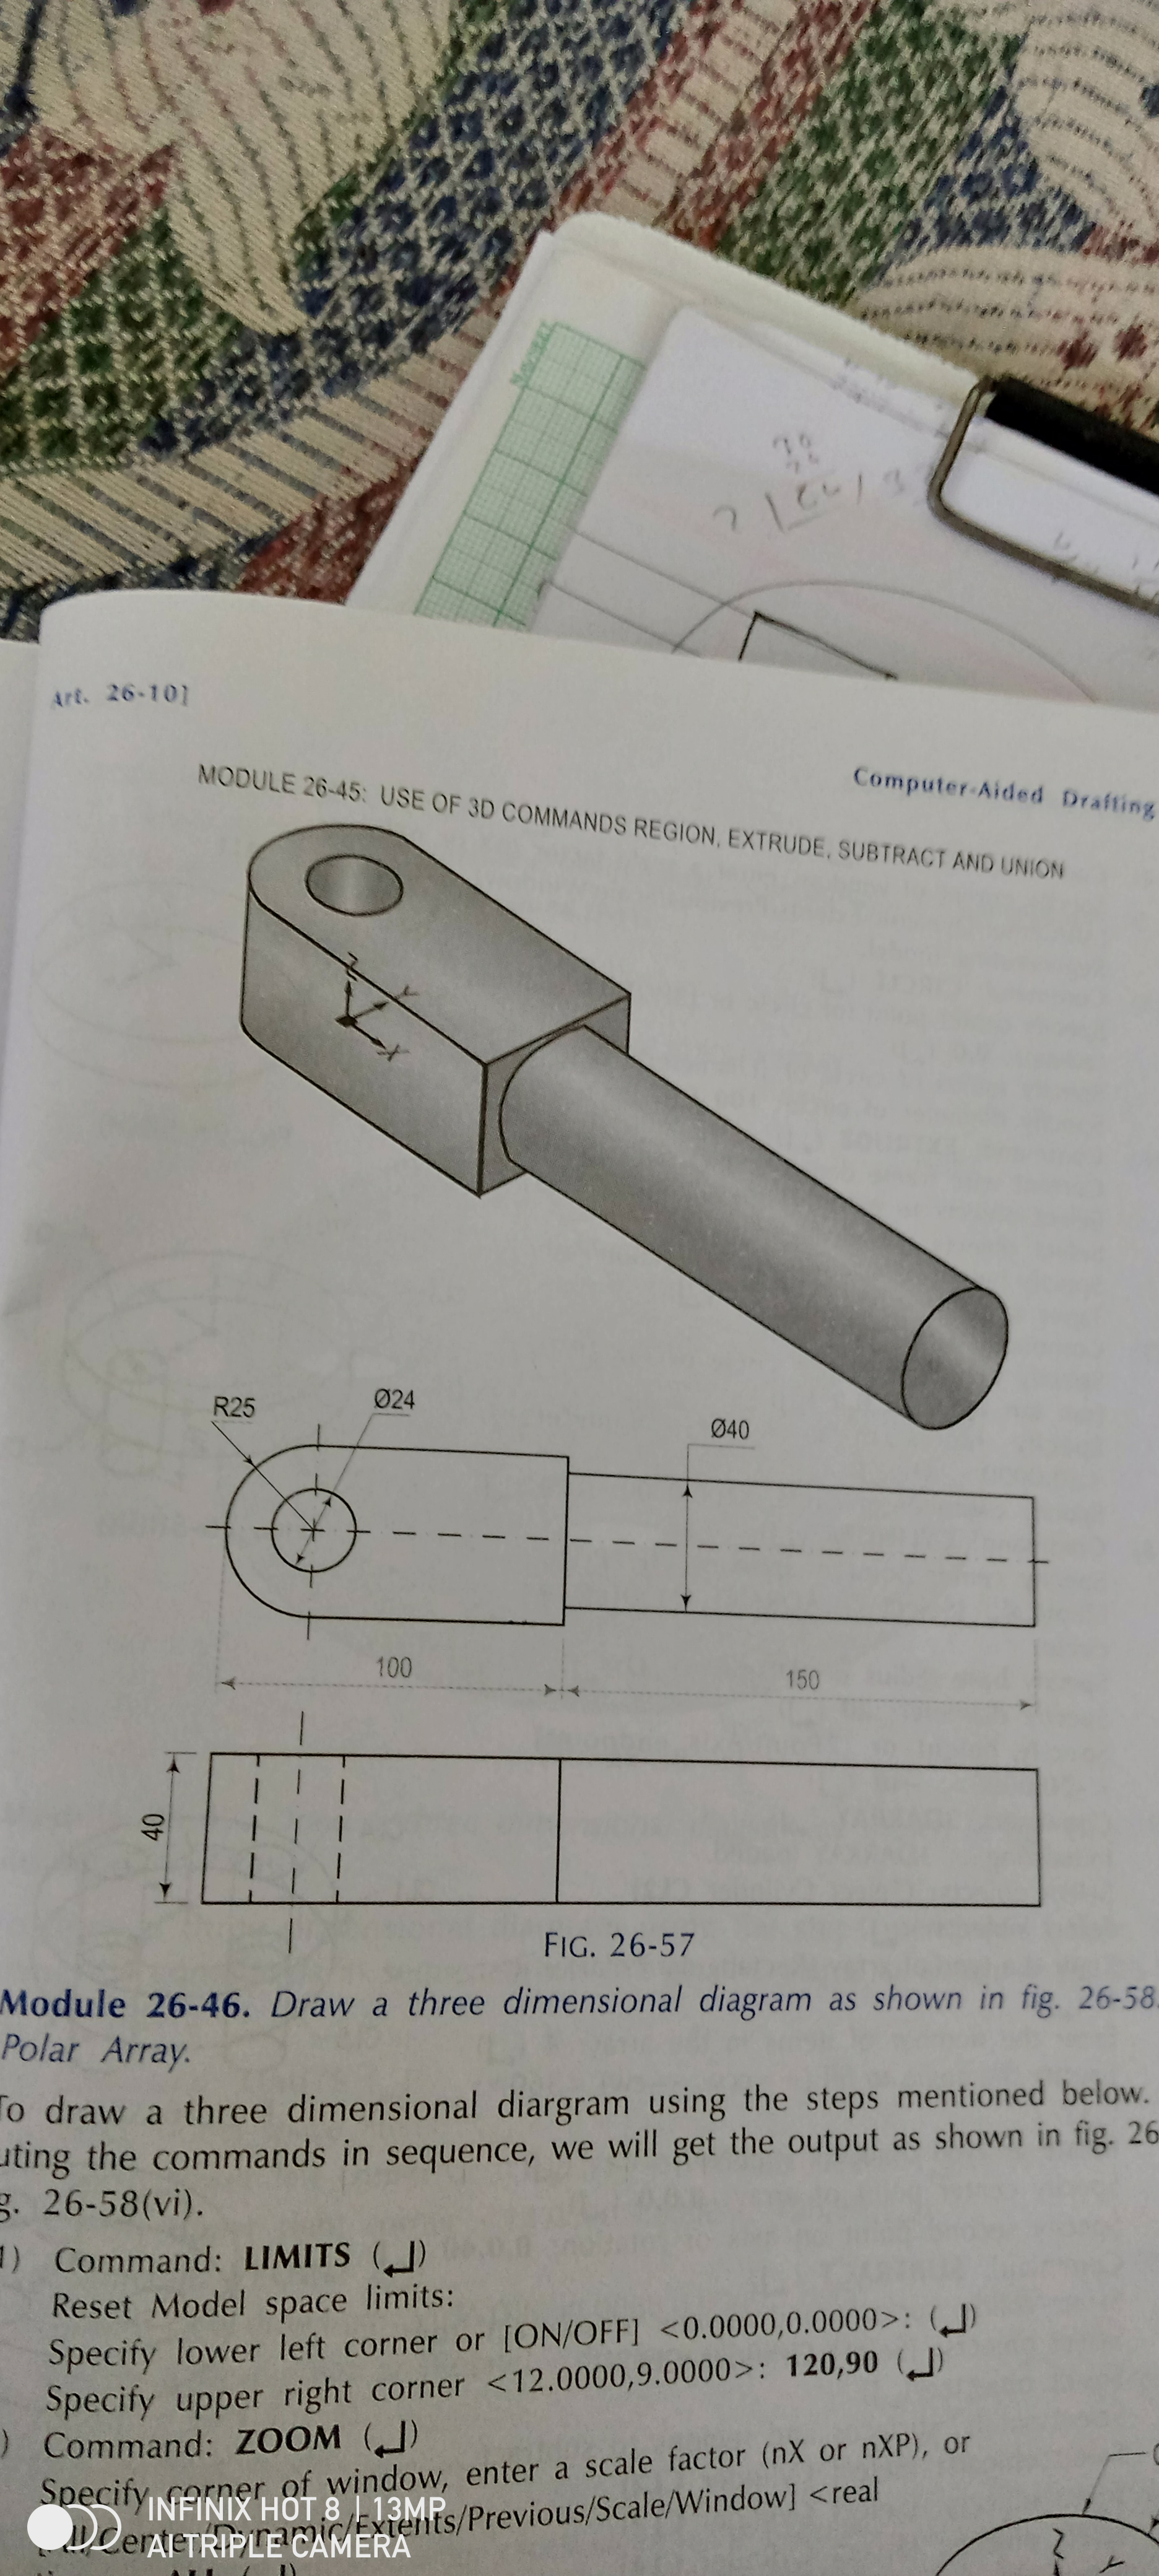 Art. 26-10]
Computer-Aided Drafting
MODULE 26-45: USE OF 3D COMMANDS REGION, EXTRUDE, SUBTRACT AND UNION
Z
Y
X
R25
Ø24
Ø40
100
150
40
FIG. 26-57
Module 26-46. Draw a three dimensional diagram as shown in fig. 26-58.
Polar Array.
To draw a three dimensional diargram using the steps mentioned below.
uting the commands in sequence, we will get the output as shown in fig. 26
g. 26-58(vi).
1) Command: LIMITS (↵)
Reset Model space limits:
Specify lower left corner or [ON/OFF] <0.0000,0.0000>: (↵)
Specify upper right corner <12.0000,9.0000>: 120,90 (↵)
) Command: ZOOM (↵)
Specify corner of window, enter a scale factor (nX or nXP), or
All/Center/Dynamic/Extents/Previous/Scale/Window] <real
INFINIX HOT 8 | 13MP
AI TRIPLE CAMERA